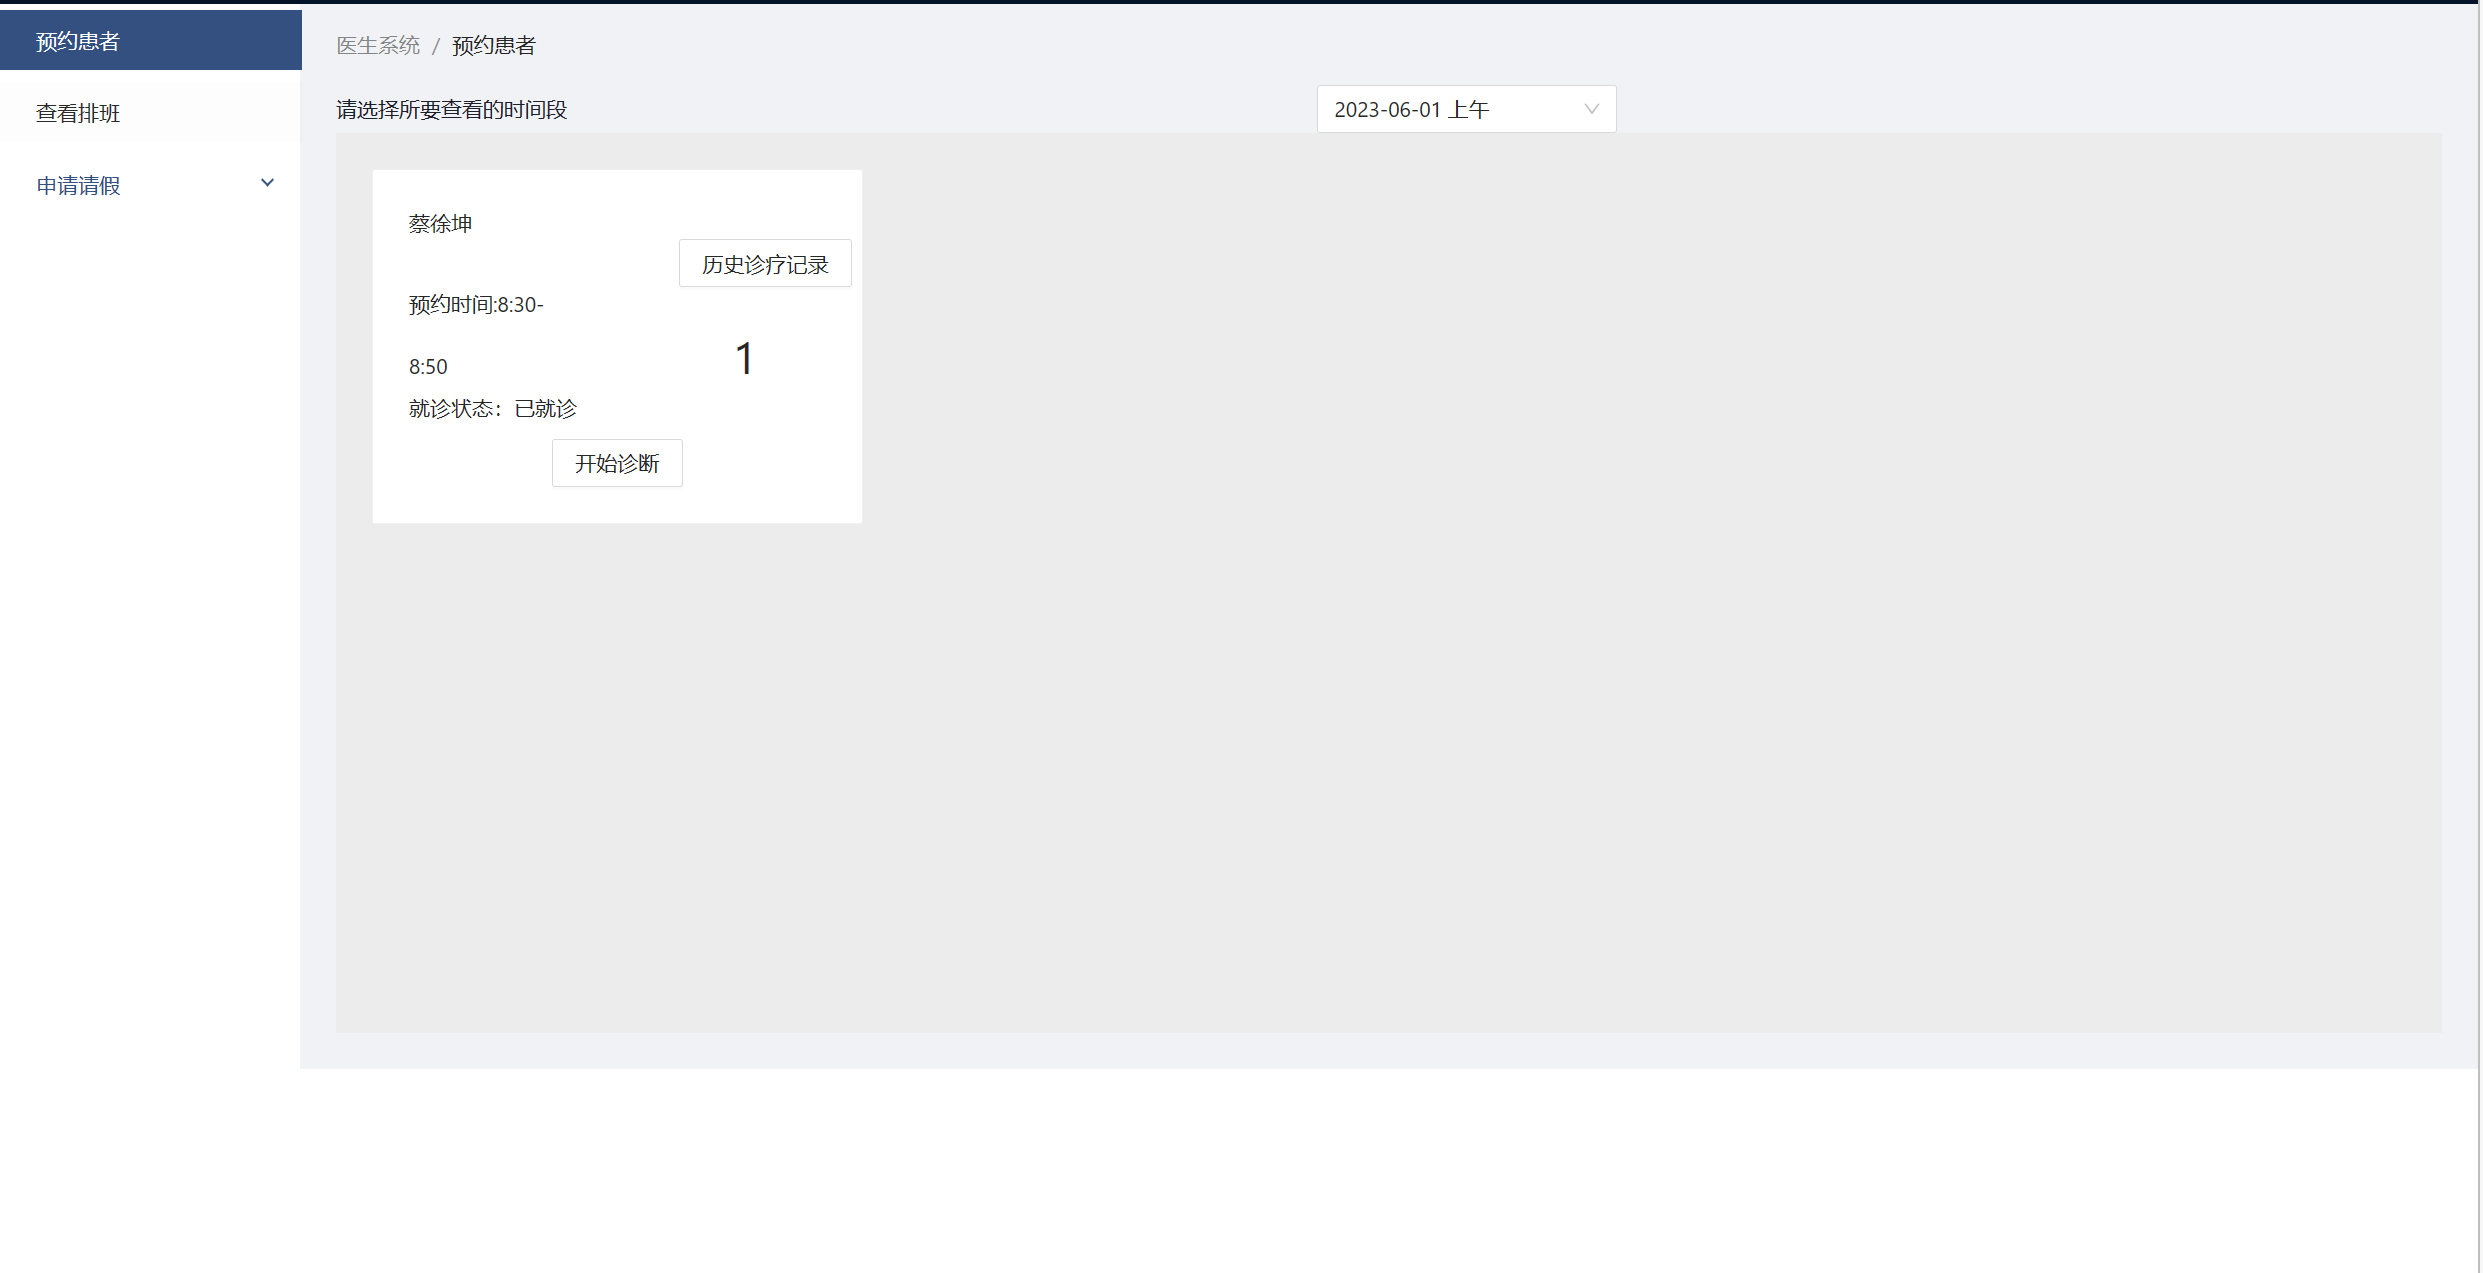 预约患者
查看排班
申请请假
医生系统 / 预约患者
请选择所要查看的时间段
2023-06-01 上午
蔡徐坤
历史诊疗记录
预约时间:8:30-
8:50
1
就诊状态：已就诊
开始诊断